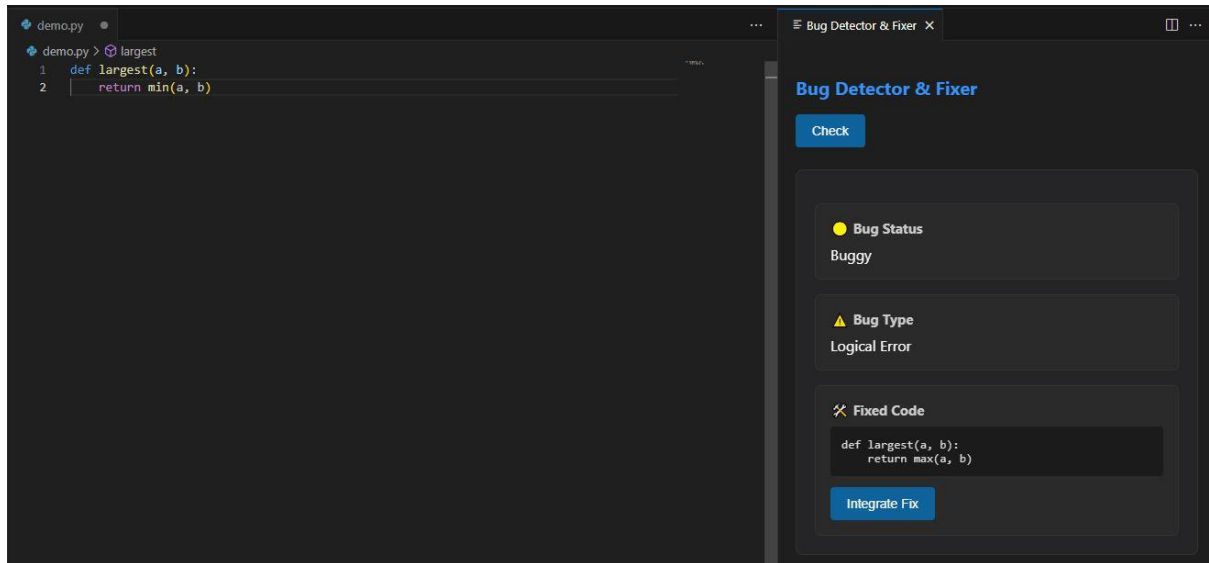 demo.py
demo.py > largest
1 def largest(a, b):
2     return min(a, b)
Bug Detector & Fixer
Bug Detector & Fixer
Check
Bug Status
Buggy
Bug Type
Logical Error
Fixed Code
def largest(a, b):
    return max(a, b)
Integrate Fix